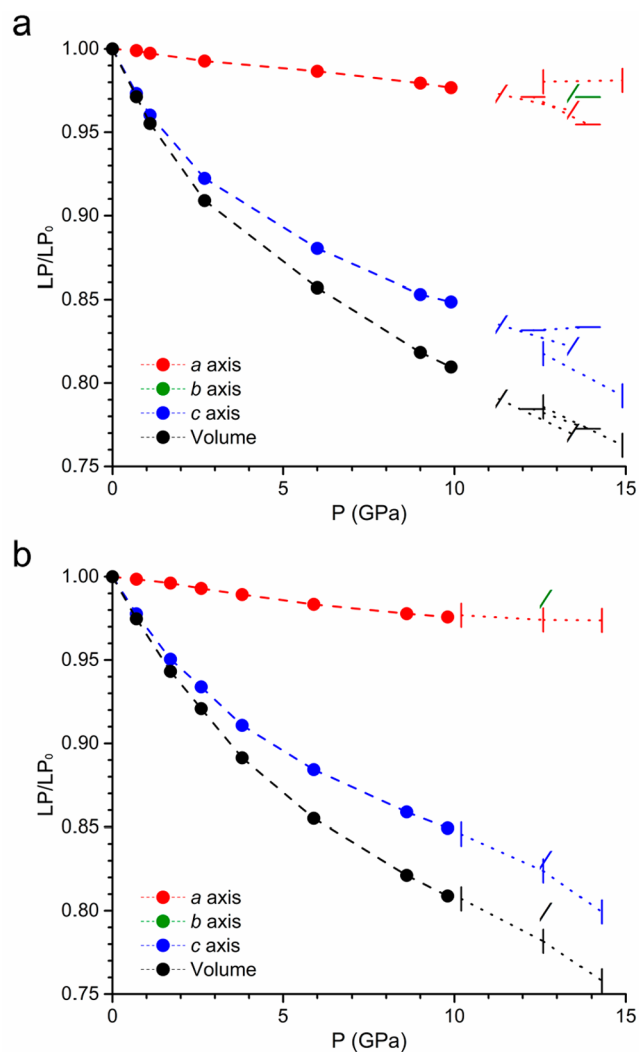 a
1.00
0.95
0.90
0.85
0.80
0.75
LP/LP₀
a axis
b axis
c axis
Volume
0
5
10
15
P (GPa)
b
1.00
0.95
0.90
0.85
0.80
0.75
LP/LP₀
a axis
b axis
c axis
Volume
0
5
10
15
P (GPa)